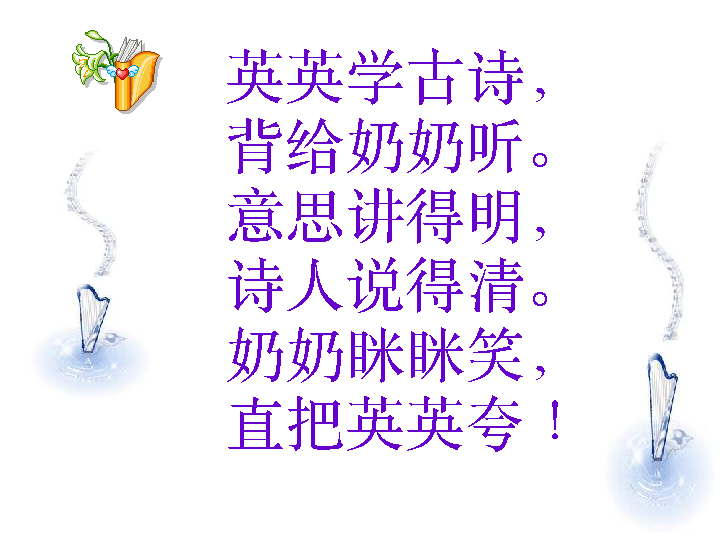 英英学古诗，
背给奶奶听。
意思讲得明，
诗人说得清。
奶奶眯眯笑，
直把英英夸！